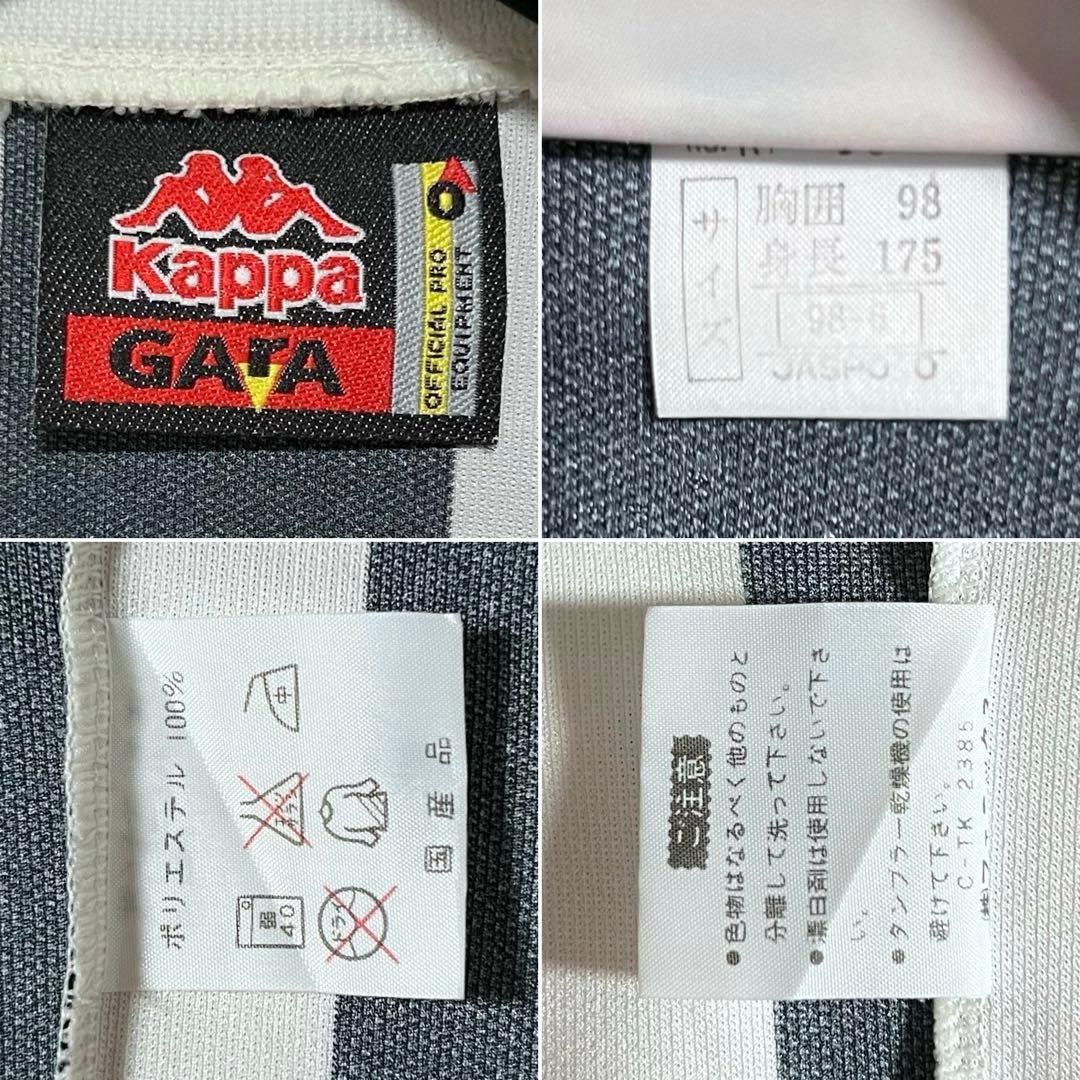 Kappa
GARA
OFFICIAL PRO
EQUIPMENT
サイズ
胸囲 98
身長 175
98
JASPO O
ポリエステル 100%
中
弱
40
ドライ
国産品
ご注意
●色物はなるべく他のものと
分離して洗って下さい。
●漂白剤は使用しないで下さ
い。
●タンブラー乾燥機の使用は
避けて下さい。
C-TK 2385